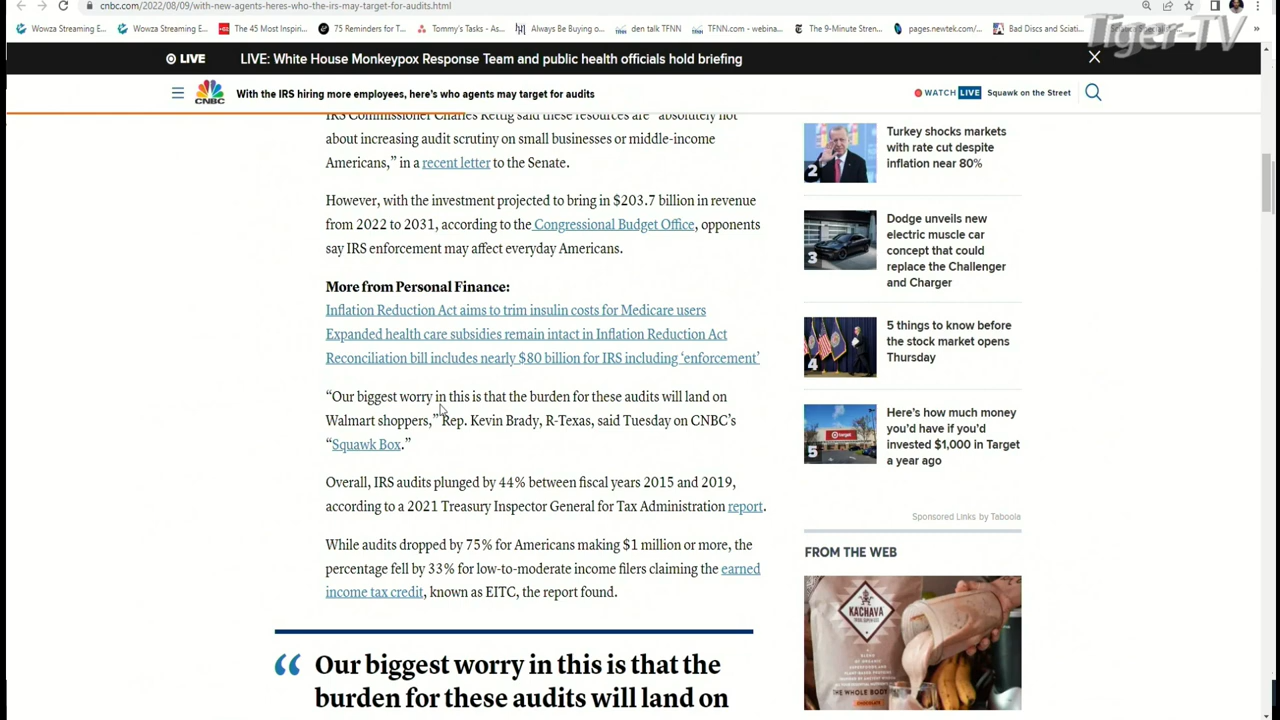 cnbc.com/2022/08/09/with-new-agents-heres-who-the-irs-may-target-for-audits.html
Wowza Streaming E...
Wowza Streaming E...
The 45 Most Inspiri...
75 Reminders for T...
Tommy's Tasks - As...
Always Be Buying o...
den talk TFNN
TFNN.com - webina...
The 9-Minute Stren...
pages.newtek.com/...
Bad Discs and Sciati...
Tiger-TV
LIVE
LIVE: White House Monkeypox Response Team and public health officials hold briefing
CNBC
With the IRS hiring more employees, here's who agents may target for audits
WATCH LIVE
Squawk on the Street
IRS Commissioner Charles Rettig said these resources are "absolutely not
about increasing audit scrutiny on small businesses or middle-income
Americans," in a recent letter to the Senate.
However, with the investment projected to bring in $203.7 billion in revenue
from 2022 to 2031, according to the Congressional Budget Office, opponents
say IRS enforcement may affect everyday Americans.
More from Personal Finance:
Inflation Reduction Act aims to trim insulin costs for Medicare users
Expanded health care subsidies remain intact in Inflation Reduction Act
Reconciliation bill includes nearly $80 billion for IRS including 'enforcement'
“Our biggest worry in this is that the burden for these audits will land on
Walmart shoppers,” Rep. Kevin Brady, R-Texas, said Tuesday on CNBC’s
“Squawk Box.”
Overall, IRS audits plunged by 44% between fiscal years 2015 and 2019,
according to a 2021 Treasury Inspector General for Tax Administration report.
While audits dropped by 75% for Americans making $1 million or more, the
percentage fell by 33% for low-to-moderate income filers claiming the earned
income tax credit, known as EITC, the report found.
“ Our biggest worry in this is that the
burden for these audits will land on
2
Turkey shocks markets
with rate cut despite
inflation near 80%
3
Dodge unveils new
electric muscle car
concept that could
replace the Challenger
and Charger
4
5 things to know before
the stock market opens
Thursday
5
Here's how much money
you'd have if you'd
invested $1,000 in Target
a year ago
Sponsored Links by Taboola
FROM THE WEB
KACHAVA
THE WHOLE BODY